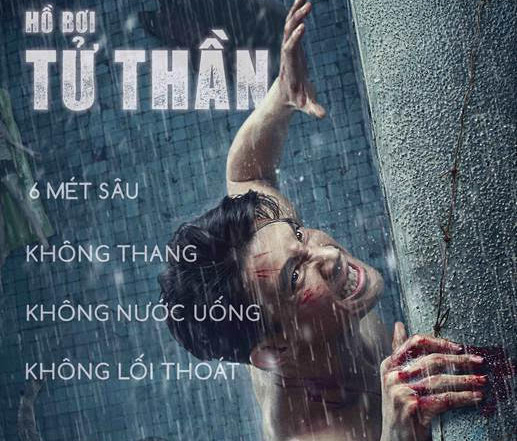 HỒ BƠI
TỬ THẦN
6 MÉT SÂU
KHÔNG THANG
KHÔNG NƯỚC UỐNG
KHÔNG LỐI THOÁT